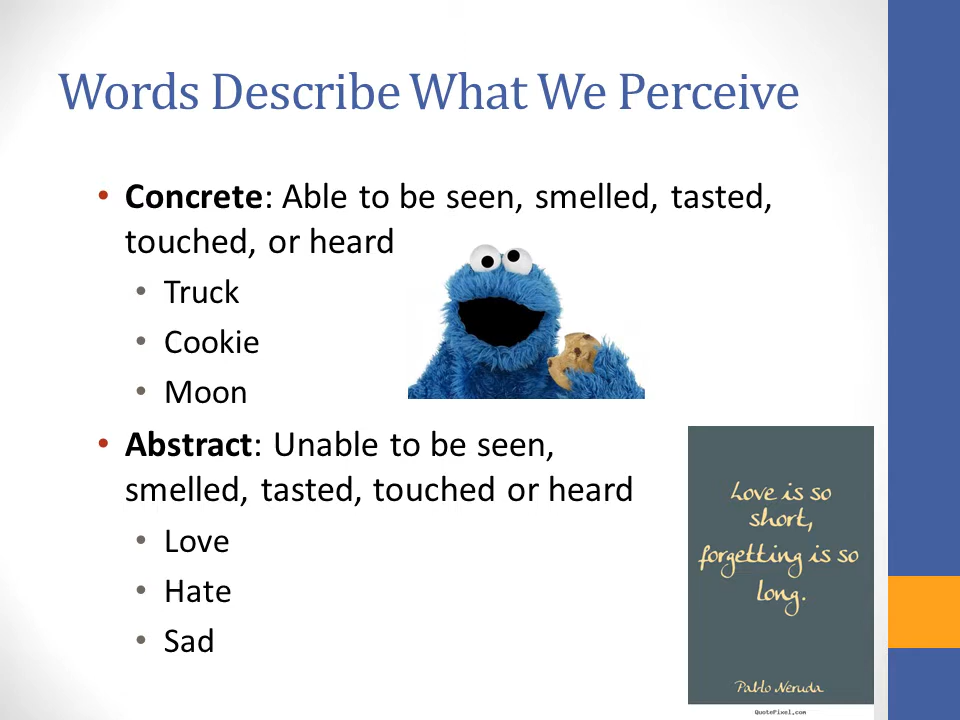 Words Describe What We Perceive
• Concrete: Able to be seen, smelled, tasted,
touched, or heard
• Truck
• Cookie
• Moon
• Abstract: Unable to be seen,
smelled, tasted, touched or heard
• Love
• Hate
• Sad
Love is so
short,
forgetting is so
long.
Pablo Neruda
QuotePixel.com